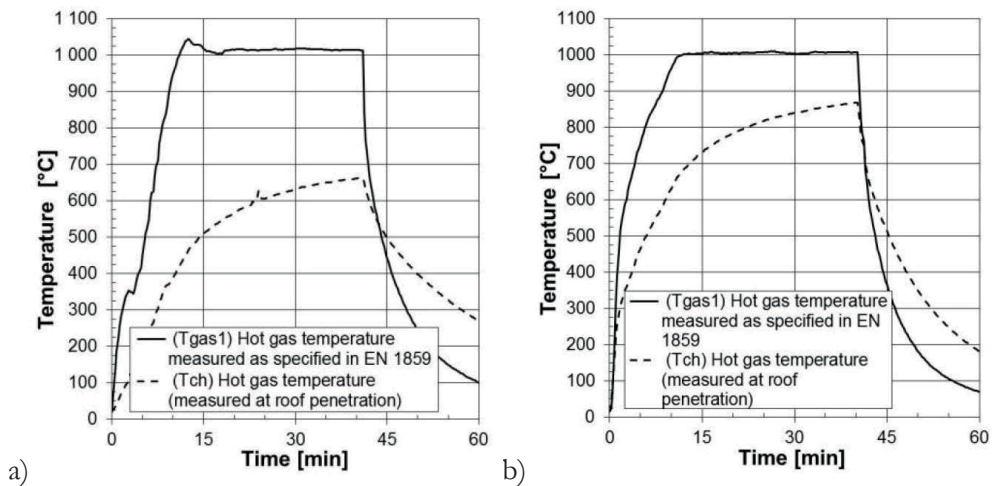 1 100
1 000
900
800
700
600
500
400
300
200
100
0
Temperature [°C]
(Tgas1) Hot gas temperature
measured as specified in EN 1859
(Tch) Hot gas temperature
(measured at roof penetration)
0 15 30 45 60
Time [min]
a)
1 100
1 000
900
800
700
600
500
400
300
200
100
0
Temperature [°C]
(Tgas1) Hot gas temperature
measured as specified in EN
1859
(Tch) Hot gas temperature
(measured at roof
penetration)
0 15 30 45 60
Time [min]
b)